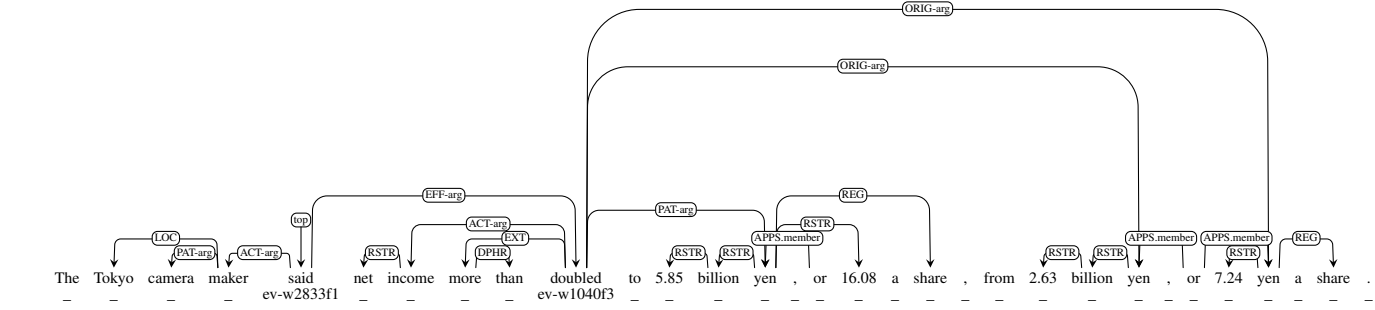 ORIG-arg
ORIG-arg
EFF-arg REG
PAT-arg
top ACT-arg RSTR
LOC EXT APPS.member APPS.member APPS.member REG
PAT-arg ACT-arg RSTR DPHR RSTR RSTR RSTR RSTR RSTR
The Tokyo camera maker said net income more than doubled to 5.85 billion yen , or 16.08 a share , from 2.63 billion yen , or 7.24 yen a share .
_ _ _ _ ev-w2833f1 _ _ _ _ ev-w1040f3 _ _ _ _ _ _ _ _ _ _ _ _ _ _ _ _ _ _ _ _ _